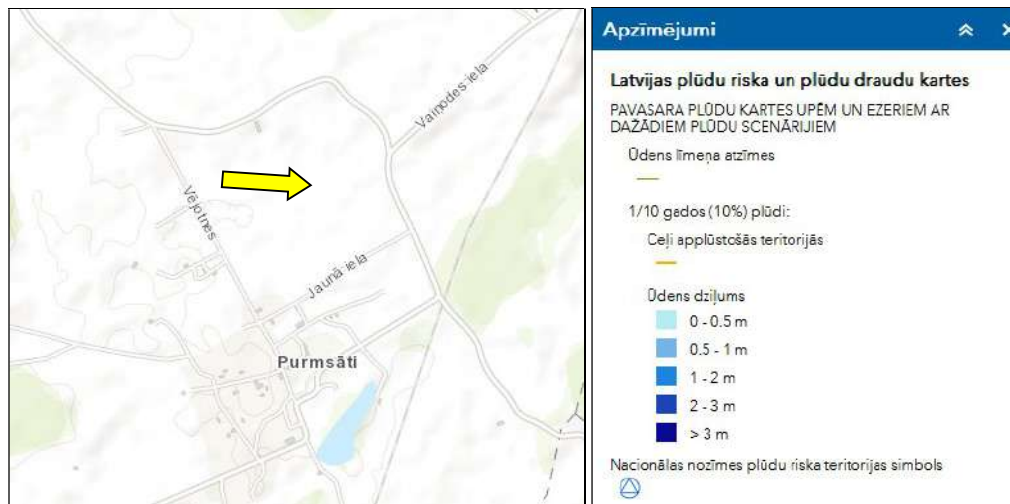 Vaiņodes iela
Vējotnes
Jaunā iela
Purmsāti
Apzīmējumi
Latvijas plūdu riska un plūdu draudu kartes
PAVASARA PLŪDU KARTES UPĒM UN EZERIEM AR
DAŽĀDIEM PLŪDU SCENĀRIJIEM
Ūdens līmeņa atzīmes
1/10 gados (10%) plūdi:
Ceļi applūstošās teritorijās
Ūdens dziļums
0 - 0.5 m
0.5 - 1 m
1 - 2 m
2 - 3 m
> 3 m
Nacionālas nozīmes plūdu riska teritorijas simbols